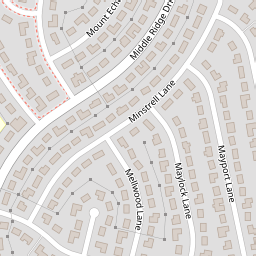 Mount Echo
Middle Ridge Dr
Minstrell Lane
Mayport Lane
Maylock Lane
Mellwood Lane